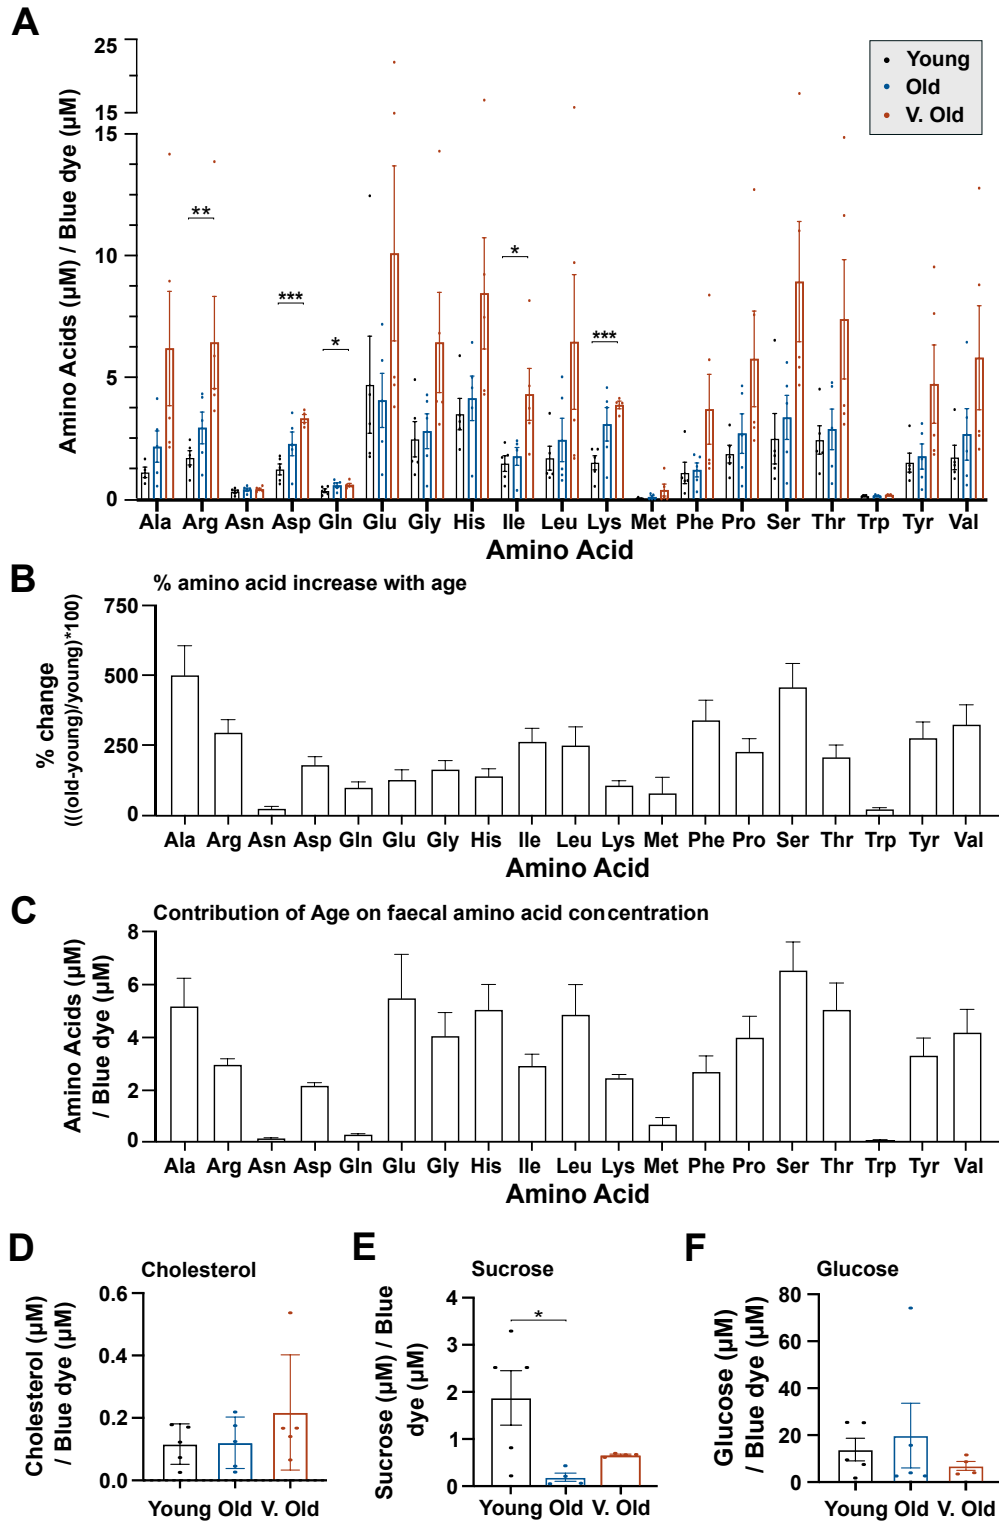 A
Amino Acids (µM) / Blue dye (µM)
25
15
15
10
5
0
Young
Old
V. Old
**
***
*
*
***
Ala Arg Asn Asp Gln Glu Gly His Ile Leu Lys Met Phe Pro Ser Thr Trp Tyr Val
Amino Acid
B
% amino acid increase with age
% change
(((old-young)/young)*100)
750
500
250
0
Ala Arg Asn Asp Gln Glu Gly His Ile Leu Lys Met Phe Pro Ser Thr Trp Tyr Val
Amino Acid
C
Contribution of Age on faecal amino acid concentration
Amino Acids (µM)
/ Blue dye (µM)
8
6
4
2
0
Ala Arg Asn Asp Gln Glu Gly His Ile Leu Lys Met Phe Pro Ser Thr Trp Tyr Val
Amino Acid
D
Cholesterol
Cholesterol (µM)
/ Blue dye (µM)
0.6
0.4
0.2
0.0
Young Old V. Old
E
Sucrose
Sucrose (µM) / Blue
dye (µM)
4
3
2
1
0
*
Young Old V. Old
F
Glucose
Glucose (µM)
/ Blue dye (µM)
80
60
40
20
0
Young Old V. Old